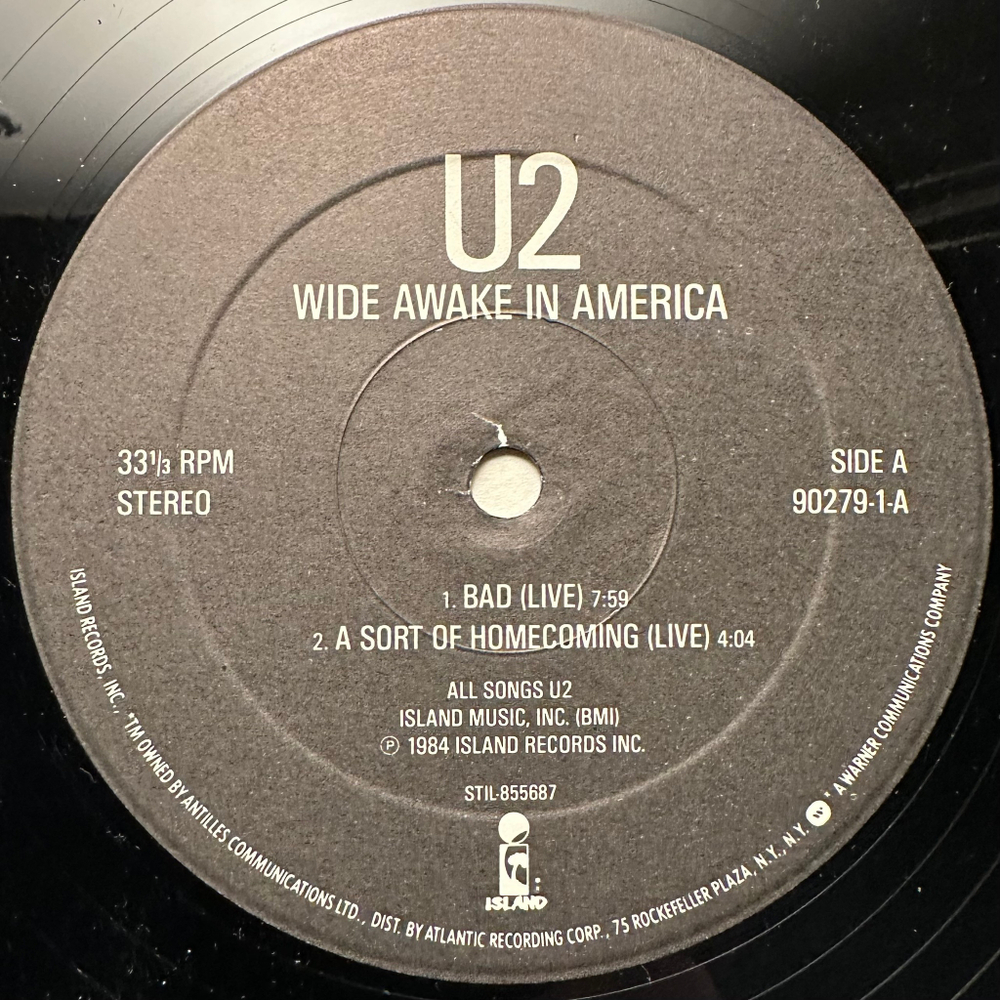 U2
WIDE AWAKE IN AMERICA
33⅓ RPM
STEREO
SIDE A
90279-1-A
1. BAD (LIVE) 7:59
2. A SORT OF HOMECOMING (LIVE) 4:04
ALL SONGS U2
ISLAND MUSIC, INC. (BMI)
℗ 1984 ISLAND RECORDS INC.
STIL-855687
ISLAND
ISLAND RECORDS, INC., *TM OWNED BY ANTILLES COMMUNICATIONS LTD., DIST. BY ATLANTIC RECORDING CORP., 75 ROCKEFELLER PLAZA, N.Y., N.Y. W * A WARNER COMMUNICATIONS COMPANY